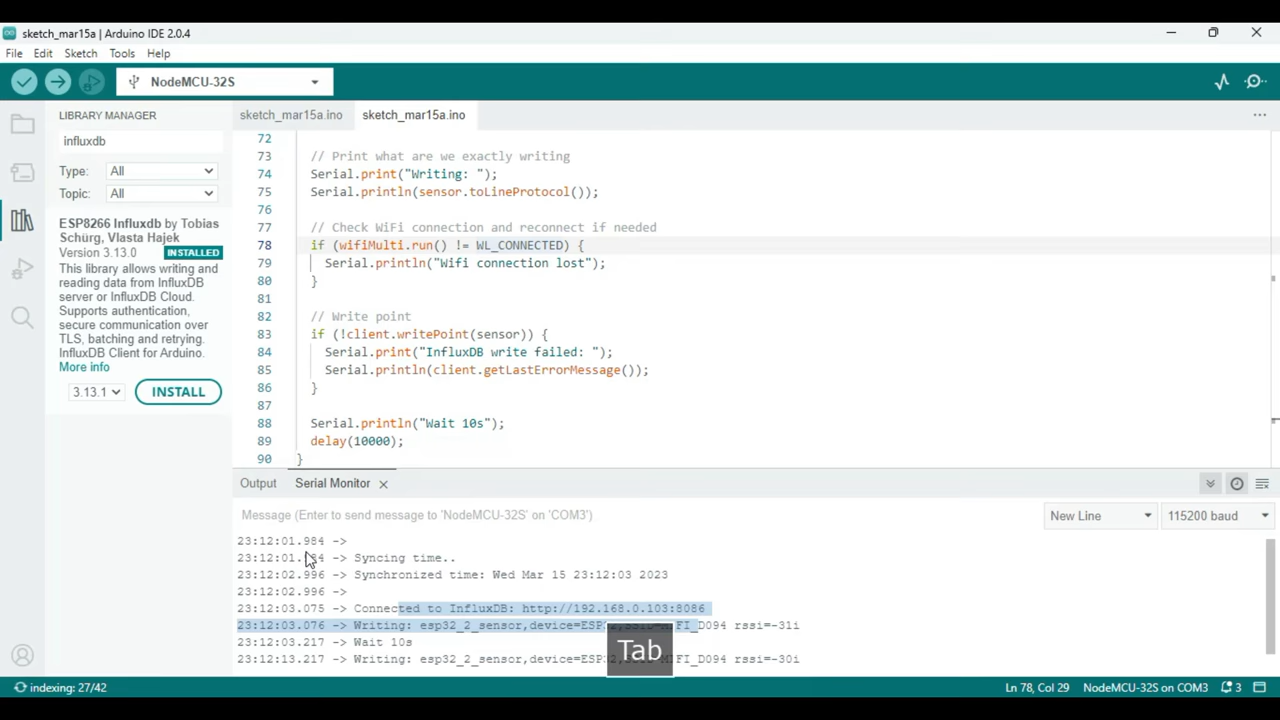 sketch_mar15a | Arduino IDE 2.0.4
File Edit Sketch Tools Help
NodeMCU-32S
LIBRARY MANAGER
influxdb
Type: All
Topic: All
ESP8266 Influxdb by Tobias
Schürg, Vlasta Hajek
Version 3.13.0 INSTALLED
This library allows writing and
reading data from InfluxDB
server or InfluxDB Cloud.
Supports authentication,
secure communication over
TLS, batching and retrying.
InfluxDB Client for Arduino.
More info
3.13.1 INSTALL
sketch_mar15a.ino sketch_mar15a.ino
72
73 // Print what are we exactly writing
74 Serial.print("Writing: ");
75 Serial.println(sensor.toLineProtocol());
76
77 // Check WiFi connection and reconnect if needed
78 if (wifiMulti.run() != WL_CONNECTED) {
79 Serial.println("Wifi connection lost");
80 }
81
82 // Write point
83 if (!client.writePoint(sensor)) {
84 Serial.print("InfluxDB write failed: ");
85 Serial.println(client.getLastErrorMessage());
86 }
87
88 Serial.println("Wait 10s");
89 delay(10000);
90 }
Output Serial Monitor
Message (Enter to send message to 'NodeMCU-32S' on 'COM3') New Line 115200 baud
23:12:01.984 ->
23:12:01. 4 -> Syncing time..
23:12:02.996 -> Synchronized time: Wed Mar 15 23:12:03 2023
23:12:02.996 ->
23:12:03.075 -> Connected to InfluxDB: http://192.168.0.103:8086
23:12:03.076 -> Writing: esp32_2_sensor,device=ESP D094 rssi=-31i
23:12:03.217 -> Wait 10s
23:12:13.217 -> Writing: esp32_2_sensor,device=ESP D094 rssi=-30i
Tab
indexing: 27/42 Ln 78, Col 29 NodeMCU-32S on COM3 3